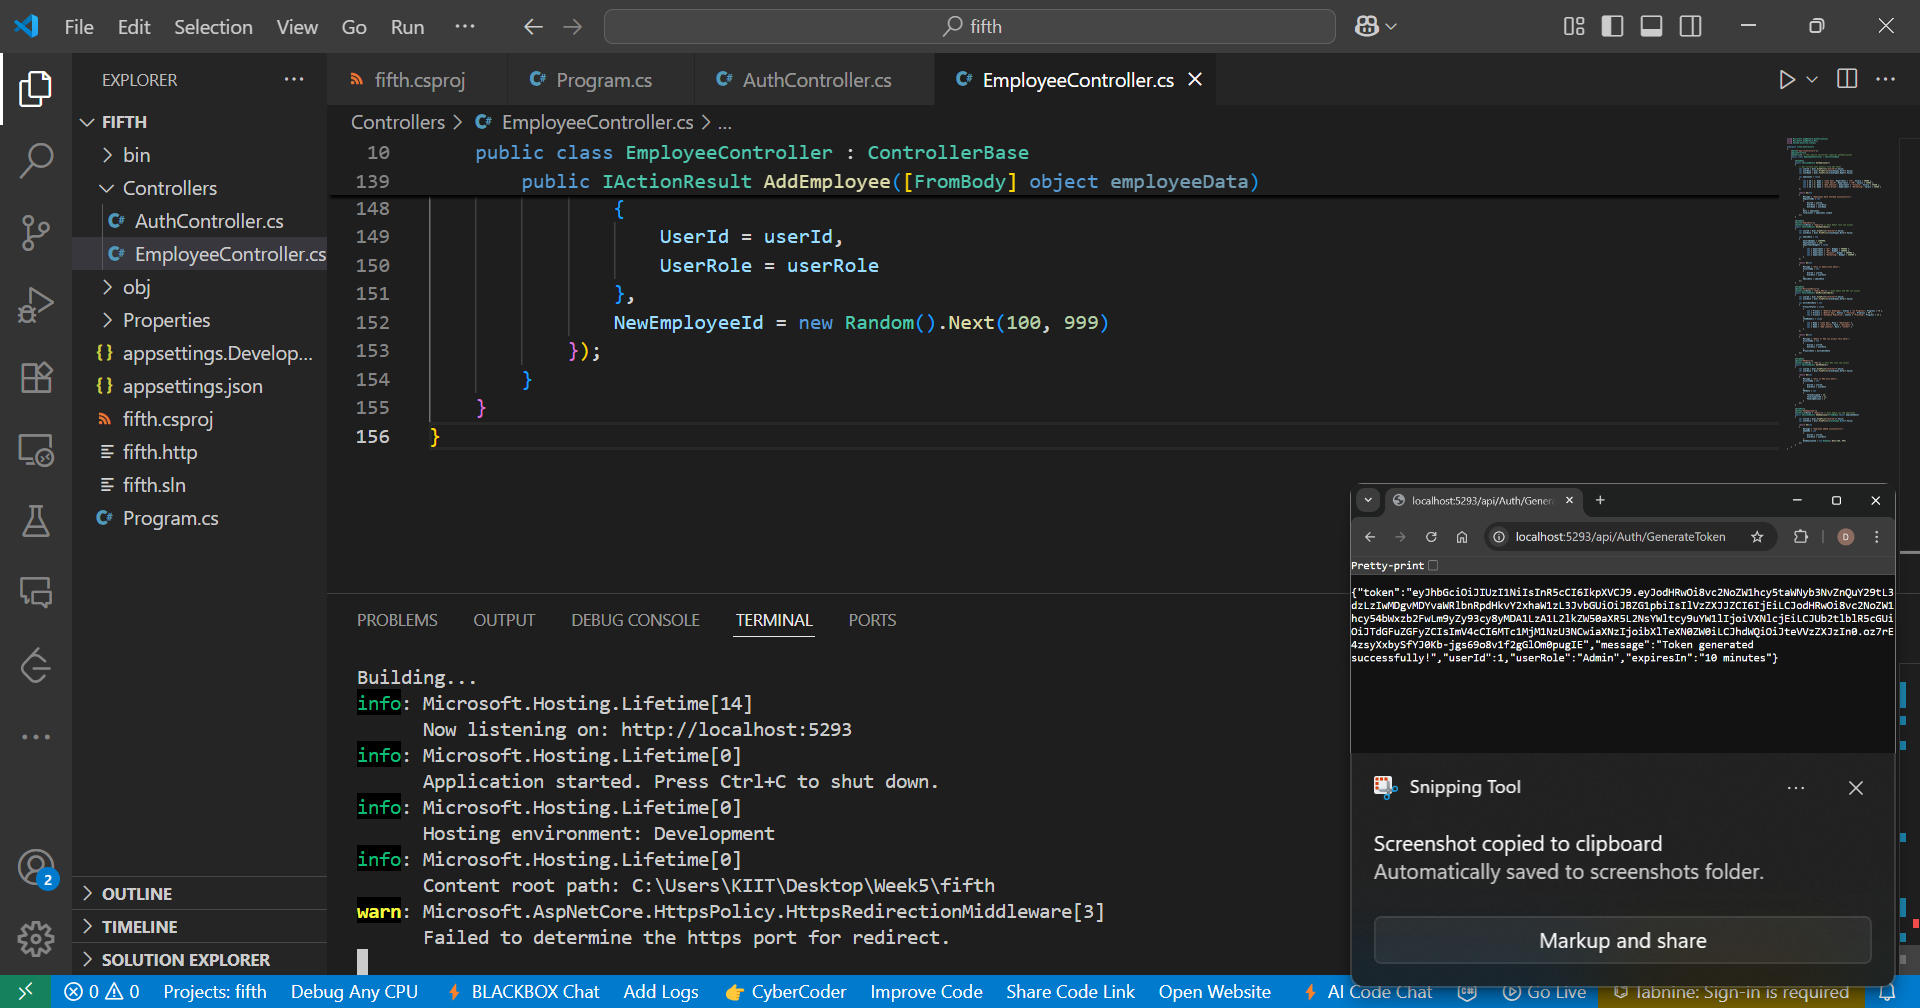 File Edit Selection View Go Run ··· fifth
EXPLORER ···
fifth.csproj Program.cs AuthController.cs EmployeeController.cs
FIFTH
bin
Controllers
AuthController.cs
EmployeeController.cs
obj
Properties
appsettings.Develop...
appsettings.json
fifth.csproj
fifth.http
fifth.sln
Program.cs
OUTLINE
TIMELINE
SOLUTION EXPLORER
2
Controllers > EmployeeController.cs > ...
10 public class EmployeeController : ControllerBase
139 public IActionResult AddEmployee([FromBody] object employeeData)
148 {
149 UserId = userId,
150 UserRole = userRole
151 },
152 NewEmployeeId = new Random().Next(100, 999)
153 });
154 }
155 }
156 }
PROBLEMS OUTPUT DEBUG CONSOLE TERMINAL PORTS
Building...
info: Microsoft.Hosting.Lifetime[14]
Now listening on: http://localhost:5293
info: Microsoft.Hosting.Lifetime[0]
Application started. Press Ctrl+C to shut down.
info: Microsoft.Hosting.Lifetime[0]
Hosting environment: Development
info: Microsoft.Hosting.Lifetime[0]
Content root path: C:\Users\KIIT\Desktop\Week5\fifth
warn: Microsoft.AspNetCore.HttpsPolicy.HttpsRedirectionMiddleware[3]
Failed to determine the https port for redirect.
localhost:5293/api/Auth/Gener
localhost:5293/api/Auth/GenerateToken D
Pretty-print
{"token":
","message":"Token generated
successfully!","userId":1,"userRole":"Admin","expiresIn":"10 minutes"}
Snipping Tool ···
Screenshot copied to clipboard
Automatically saved to screenshots folder.
Markup and share
0 0 Projects: fifth Debug Any CPU BLACKBOX Chat Add Logs CyberCoder Improve Code Share Code Link Open Website AI Code Chat Go Live Tabnine: Sign-in is required